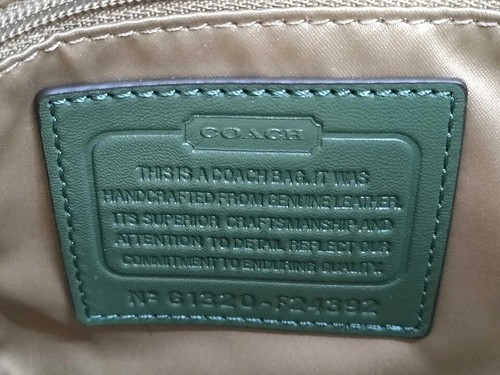 COACH
THIS IS A COACH BAG. IT WAS
HANDCRAFTED FROM GENUINE LEATHER.
ITS SUPERIOR CRAFTSMANSHIP AND
ATTENTION TO DETAIL REFLECT OUR
COMMITMENT TO ENDURING QUALITY.
Nº G1320-F24392